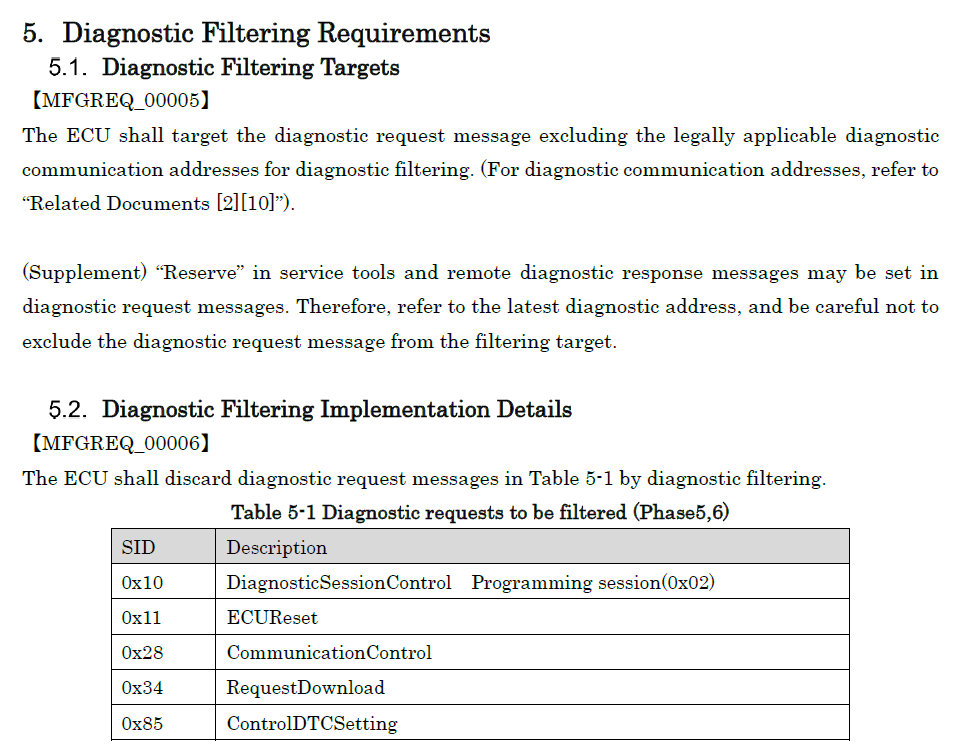 5. Diagnostic Filtering Requirements
5.1. Diagnostic Filtering Targets
【MFGREQ_00005】
The ECU shall target the diagnostic request message excluding the legally applicable diagnostic
communication addresses for diagnostic filtering. (For diagnostic communication addresses, refer to
“Related Documents [2][10]”).
(Supplement) “Reserve” in service tools and remote diagnostic response messages may be set in
diagnostic request messages. Therefore, refer to the latest diagnostic address, and be careful not to
exclude the diagnostic request message from the filtering target.
5.2. Diagnostic Filtering Implementation Details
【MFGREQ_00006】
The ECU shall discard diagnostic request messages in Table 5-1 by diagnostic filtering.
Table 5-1 Diagnostic requests to be filtered (Phase5,6)
SID Description
0x10 DiagnosticSessionControl Programming session(0x02)
0x11 ECUReset
0x28 CommunicationControl
0x34 RequestDownload
0x85 ControlDTCSetting